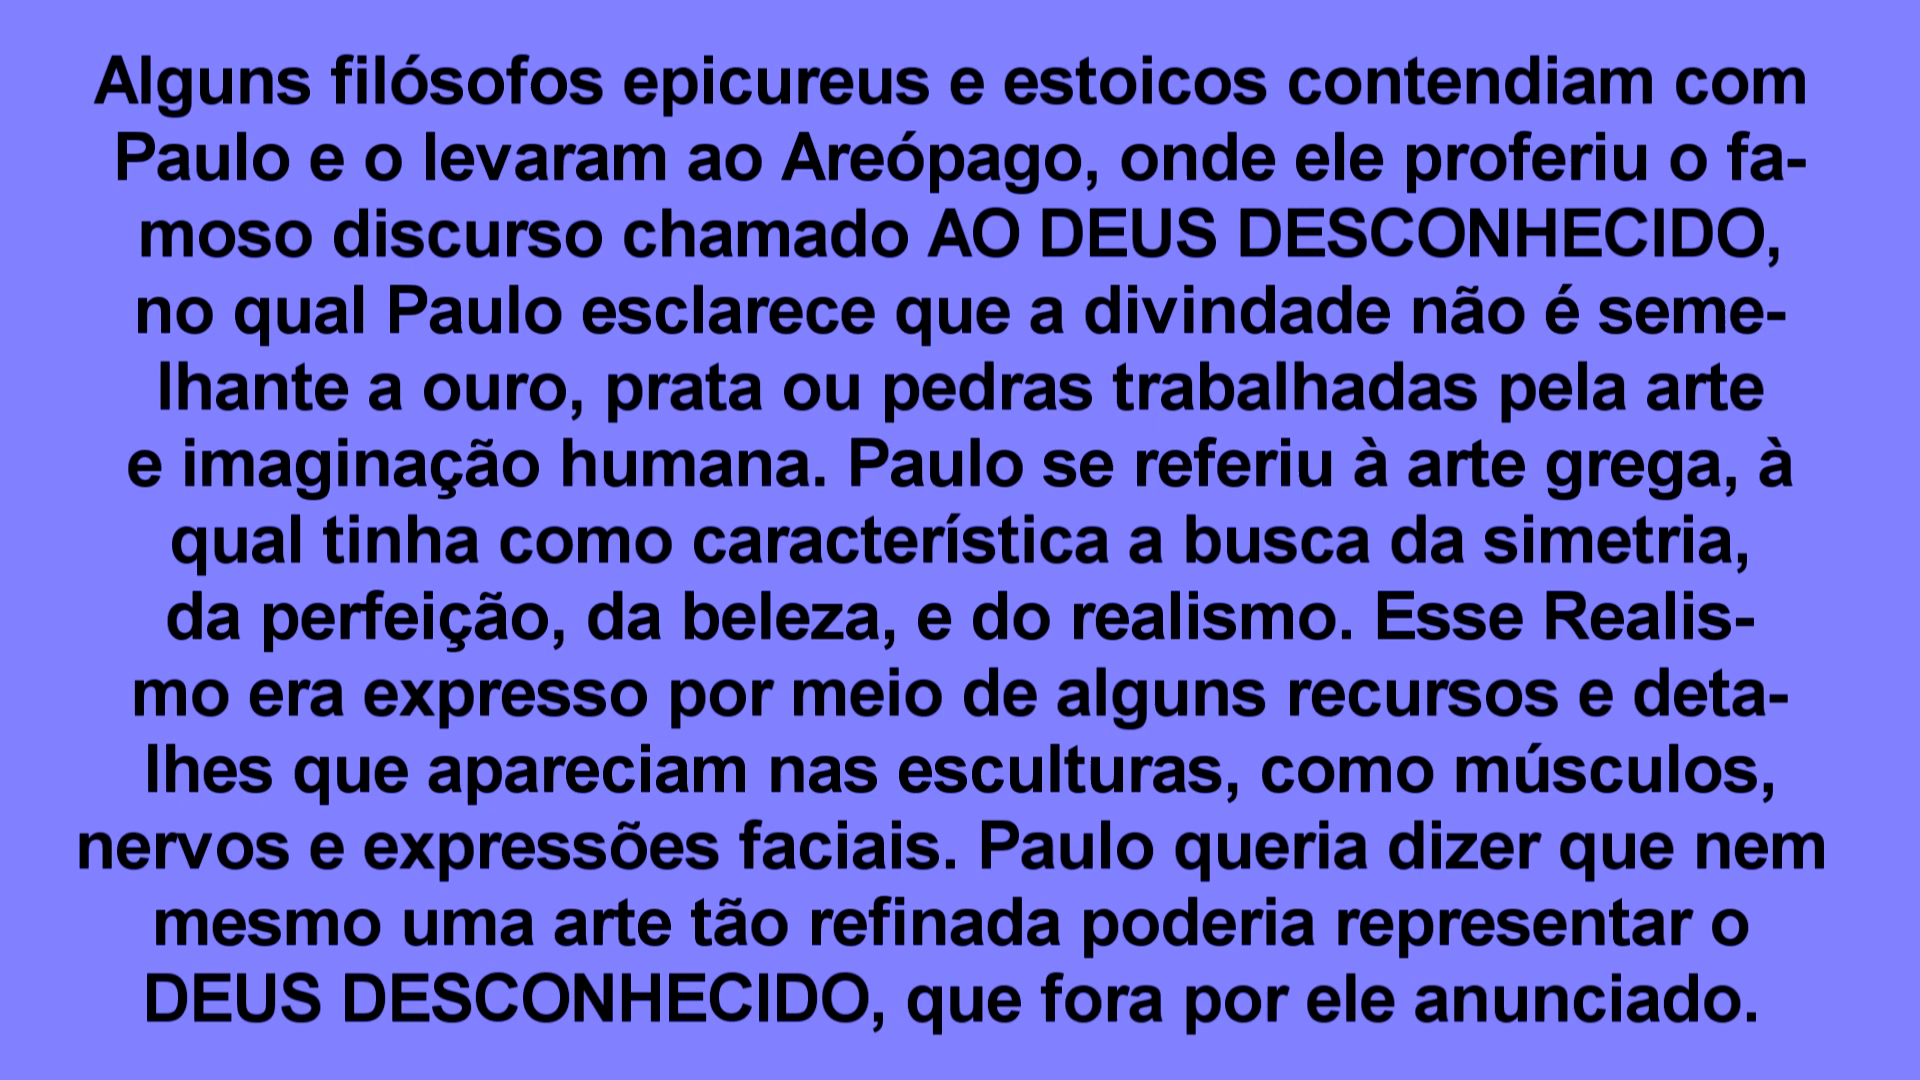 Alguns filósofos epicureus e estoicos contendiam com
Paulo e o levaram ao Areópago, onde ele proferiu o fa-
moso discurso chamado AO DEUS DESCONHECIDO,
no qual Paulo esclarece que a divindade não é seme-
lhante a ouro, prata ou pedras trabalhadas pela arte
e imaginação humana. Paulo se referiu à arte grega, à
qual tinha como característica a busca da simetria,
da perfeição, da beleza, e do realismo. Esse Realis-
mo era expresso por meio de alguns recursos e deta-
lhes que apareciam nas esculturas, como músculos,
nervos e expressões faciais. Paulo queria dizer que nem
mesmo uma arte tão refinada poderia representar o
DEUS DESCONHECIDO, que fora por ele anunciado.